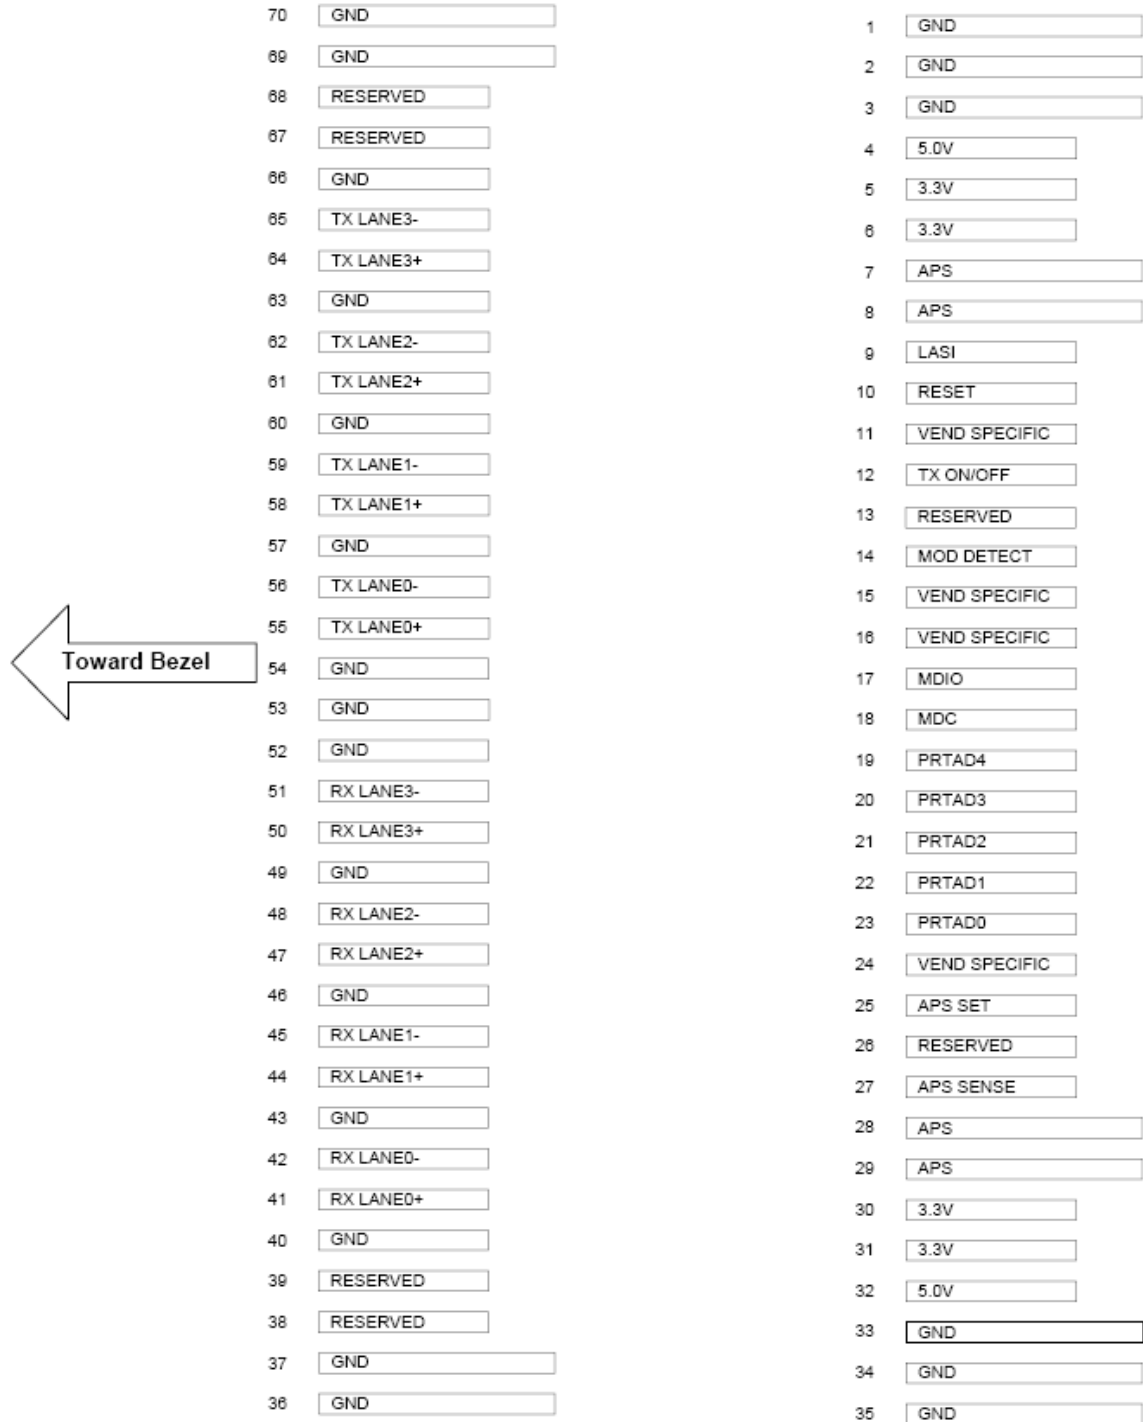 70 GND
69 GND
68 RESERVED
67 RESERVED
66 GND
65 TX LANE3-
64 TX LANE3+
63 GND
62 TX LANE2-
61 TX LANE2+
60 GND
59 TX LANE1-
58 TX LANE1+
57 GND
56 TX LANE0-
55 TX LANE0+
Toward Bezel
54 GND
53 GND
52 GND
51 RX LANE3-
50 RX LANE3+
49 GND
48 RX LANE2-
47 RX LANE2+
46 GND
45 RX LANE1-
44 RX LANE1+
43 GND
42 RX LANE0-
41 RX LANE0+
40 GND
39 RESERVED
38 RESERVED
37 GND
36 GND
1 GND
2 GND
3 GND
4 5.0V
5 3.3V
6 3.3V
7 APS
8 APS
9 LASI
10 RESET
11 VEND SPECIFIC
12 TX ON/OFF
13 RESERVED
14 MOD DETECT
15 VEND SPECIFIC
16 VEND SPECIFIC
17 MDIO
18 MDC
19 PRTAD4
20 PRTAD3
21 PRTAD2
22 PRTAD1
23 PRTAD0
24 VEND SPECIFIC
25 APS SET
26 RESERVED
27 APS SENSE
28 APS
29 APS
30 3.3V
31 3.3V
32 5.0V
33 GND
34 GND
35 GND